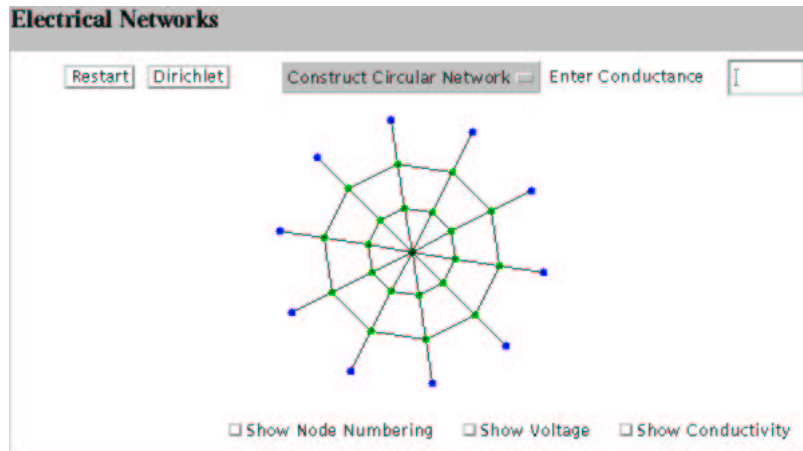 Electrical Networks
Restart Dirichlet Construct Circular Network Enter Conductance
Show Node Numbering Show Voltage Show Conductivity